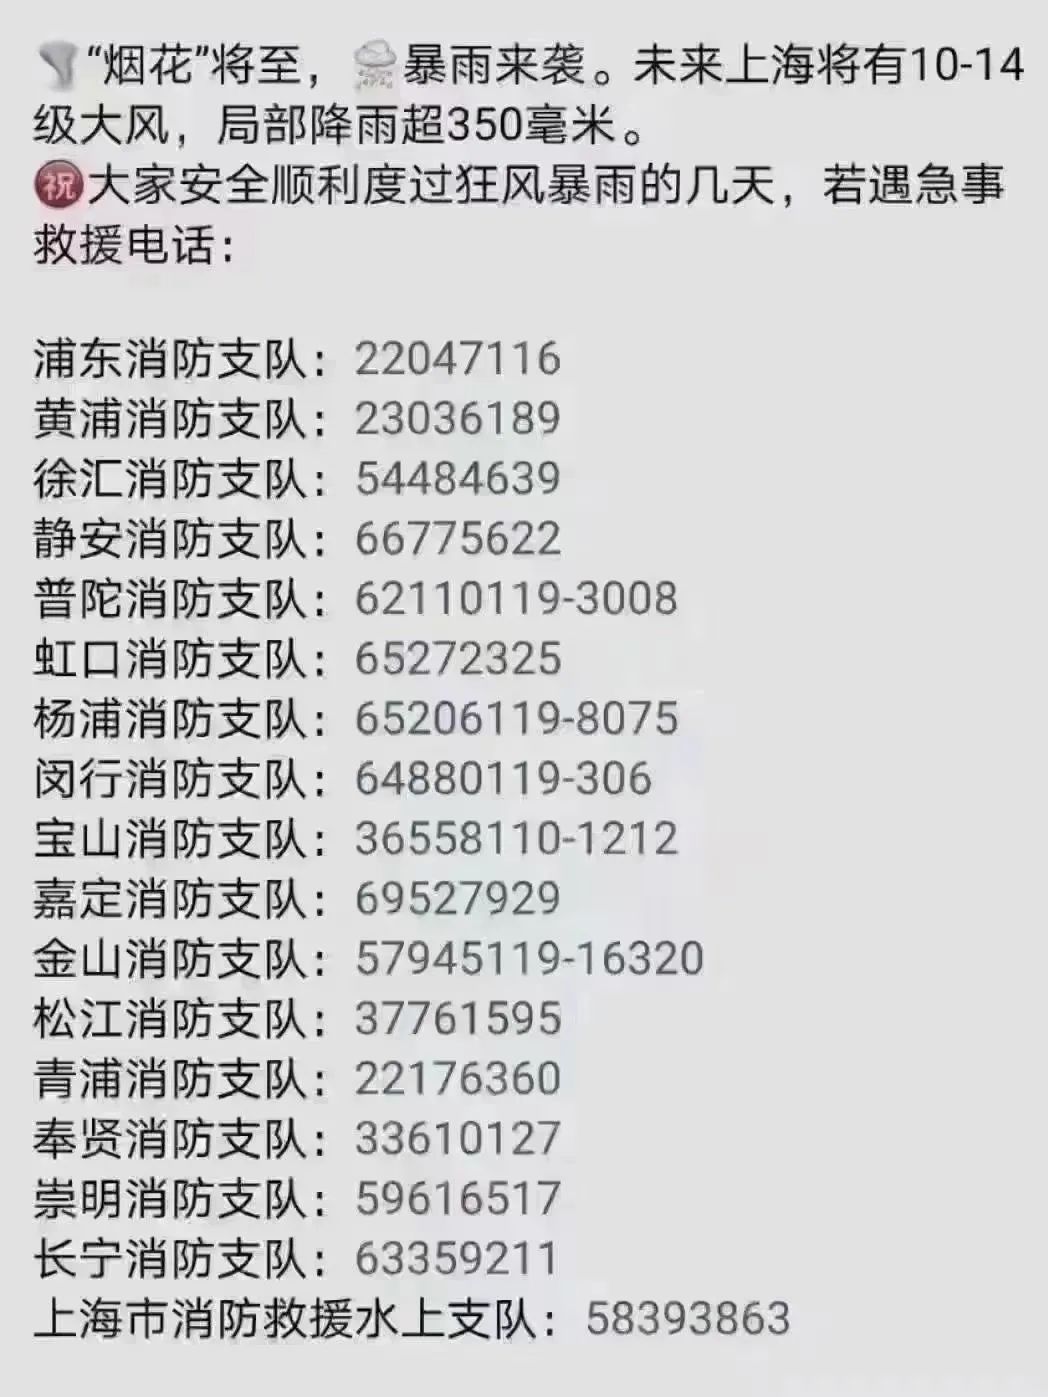 🌪️“烟花”将至，🌧️暴雨来袭。未来上海将有10-14
级大风，局部降雨超350毫米。
㊗️大家安全顺利度过狂风暴雨的几天，若遇急事
救援电话：
浦东消防支队：22047116
黄浦消防支队：23036189
徐汇消防支队：54484639
静安消防支队：66775622
普陀消防支队：62110119-3008
虹口消防支队：65272325
杨浦消防支队：65206119-8075
闵行消防支队：64880119-306
宝山消防支队：36558110-1212
嘉定消防支队：69527929
金山消防支队：57945119-16320
松江消防支队：37761595
青浦消防支队：22176360
奉贤消防支队：33610127
崇明消防支队：59616517
长宁消防支队：63359211
上海市消防救援水上支队：58393863